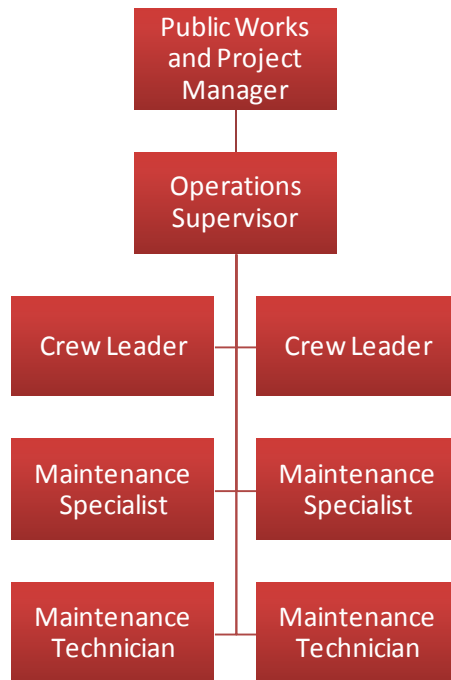 Public Works
and Project
Manager
Operations
Supervisor
Crew Leader
Crew Leader
Maintenance
Specialist
Maintenance
Specialist
Maintenance
Technician
Maintenance
Technician